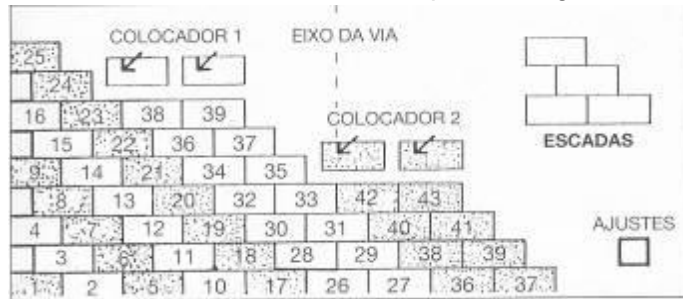 COLOCADOR 1 EIXO DA VIA
25
24
16 23 38 39
COLOCADOR 2
15 22 36 37
ESCADAS
9 14 21 34 35
8 13 20 32 33 42 43
4 7 12 19 30 31 40 41
AJUSTES
3 6 11 18 28 29 38 39
1 2 5 10 17 26 27 36 37